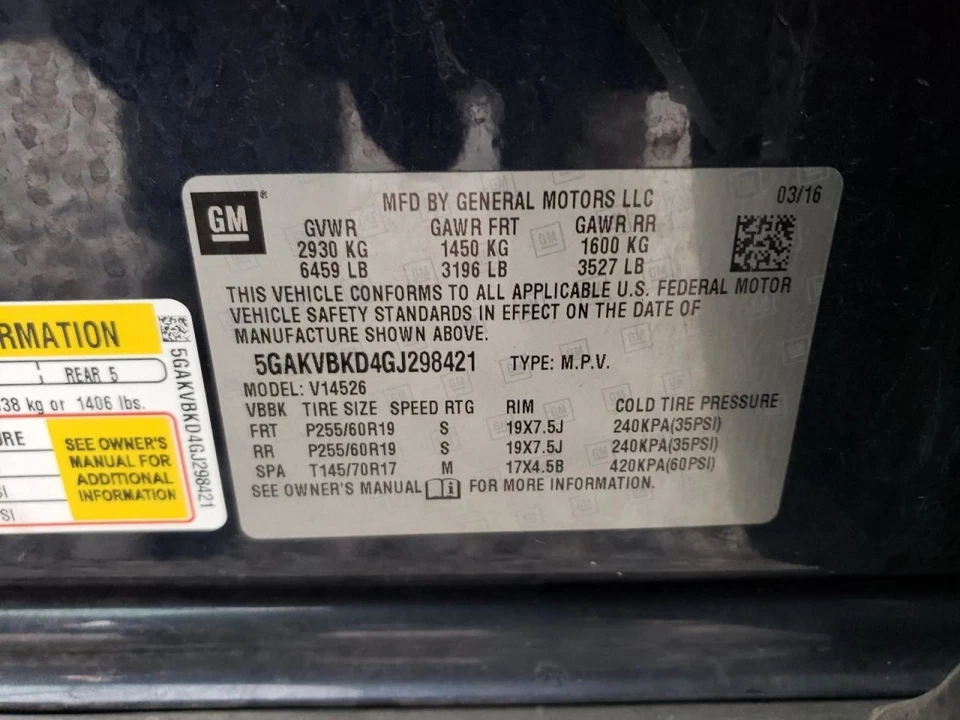 GM
®
MFD BY GENERAL MOTORS LLC 03/16
GVWR GAWR FRT GAWR RR
2930 KG 1450 KG 1600 KG
6459 LB 3196 LB 3527 LB
THIS VEHICLE CONFORMS TO ALL APPLICABLE U.S. FEDERAL MOTOR
VEHICLE SAFETY STANDARDS IN EFFECT ON THE DATE OF
MANUFACTURE SHOWN ABOVE.
5GAKVBKD4GJ298421 TYPE: M.P.V.
MODEL: V14526
VBBK TIRE SIZE SPEED RTG RIM COLD TIRE PRESSURE
FRT P255/60R19 S 19X7.5J 240KPA(35PSI)
RR P255/60R19 S 19X7.5J 240KPA(35PSI)
SPA T145/70R17 M 17X4.5B 420KPA(60PSI)
SEE OWNER'S MANUAL FOR MORE INFORMATION.
RMATION
REAR 5
38 kg or 1406 lbs.
URE
SEE OWNER'S
MANUAL FOR
ADDITIONAL
INFORMATION
SI
SI
5GAKVBKD4GJ298421